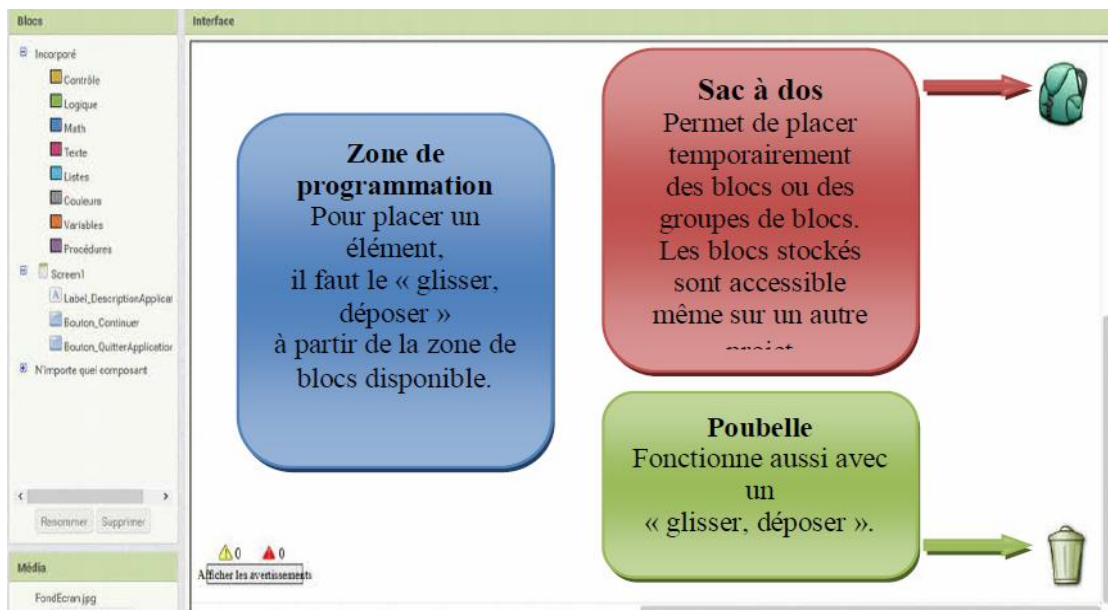 Blocs
Incorporé
Contrôle
Logique
Math
Texte
Listes
Couleurs
Variables
Procédures
Screen1
Label_DescriptionApplicat
Bouton_Continuer
Bouton_QuitterApplication
N'importe quel composant
Renommer Supprimer
Média
FondEcran.jpg
Interface
Zone de
programmation
Pour placer un
élément,
il faut le « glisser,
déposer »
à partir de la zone de
blocs disponible.
Sac à dos
Permet de placer
temporairement
des blocs ou des
groupes de blocs.
Les blocs stockés
sont accessible
même sur un autre
projet
Poubelle
Fonctionne aussi avec
un
« glisser, déposer ».
0 0
Afficher les avertissements